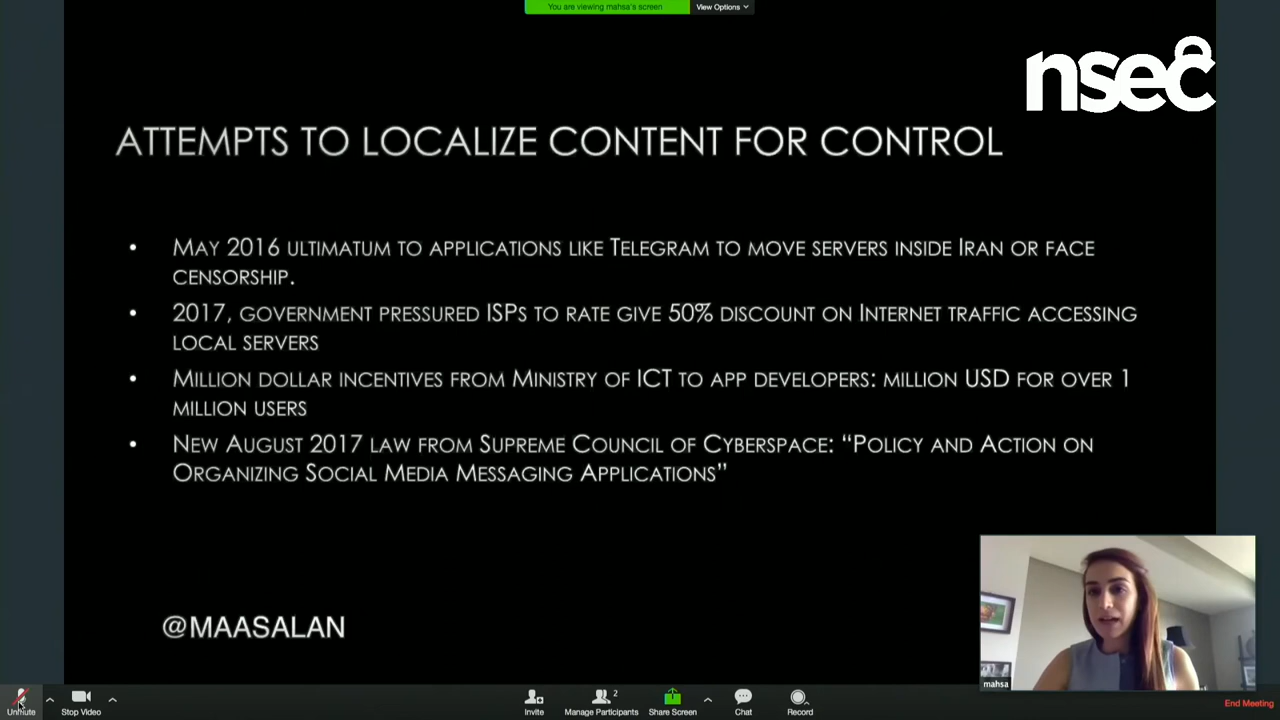 You are viewing mahsa's screen
View Options
nsec
ATTEMPTS TO LOCALIZE CONTENT FOR CONTROL
• MAY 2016 ULTIMATUM TO APPLICATIONS LIKE TELEGRAM TO MOVE SERVERS INSIDE IRAN OR FACE
CENSORSHIP.
• 2017, GOVERNMENT PRESSURED ISPS TO RATE GIVE 50% DISCOUNT ON INTERNET TRAFFIC ACCESSING
LOCAL SERVERS
• MILLION DOLLAR INCENTIVES FROM MINISTRY OF ICT TO APP DEVELOPERS: MILLION USD FOR OVER 1
MILLION USERS
• NEW AUGUST 2017 LAW FROM SUPREME COUNCIL OF CYBERSPACE: “POLICY AND ACTION ON
ORGANIZING SOCIAL MEDIA MESSAGING APPLICATIONS”
@MAASALAN
mahsa
Unmute
Stop Video
Invite
2
Manage Participants
Share Screen
Chat
Record
End Meeting